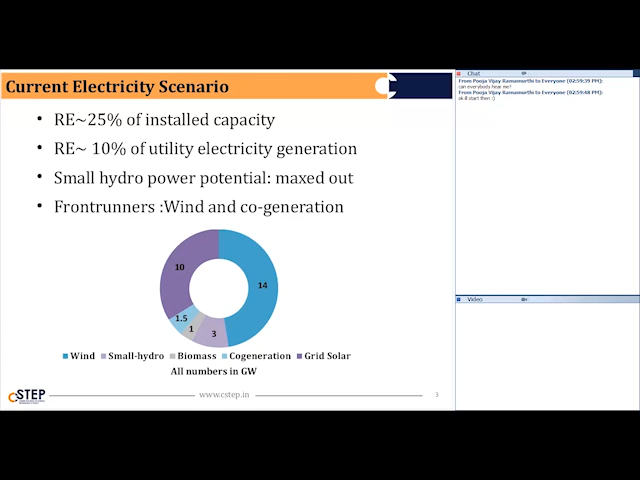 Current Electricity Scenario
• RE~25% of installed capacity
• RE~ 10% of utility electricity generation
• Small hydro power potential: maxed out
• Frontrunners :Wind and co-generation
10
14
1.5
1
3
Wind Small-hydro Biomass Cogeneration Grid Solar
All numbers in GW
CSTEP
www.cstep.in
3
Chat
From Pooja Vijay Ramamurthi to Everyone (02:59:39 PM):
can everybody hear me?
From Pooja Vijay Ramamurthi to Everyone (02:59:48 PM):
ok ill start then :)
Video